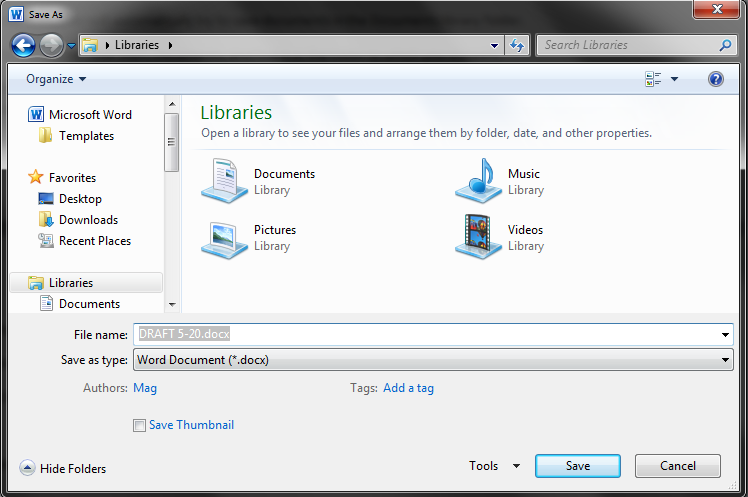 Save As
Libraries
Search Libraries
Organize
Microsoft Word
Templates
Favorites
Desktop
Downloads
Recent Places
Libraries
Documents
Libraries
Open a library to see your files and arrange them by folder, date, and other properties.
Documents
Library
Music
Library
Pictures
Library
Videos
Library
File name: DRAFT 5-20.docx
Save as type: Word Document (*.docx)
Authors: Mag Tags: Add a tag
Save Thumbnail
Hide Folders Tools Save Cancel